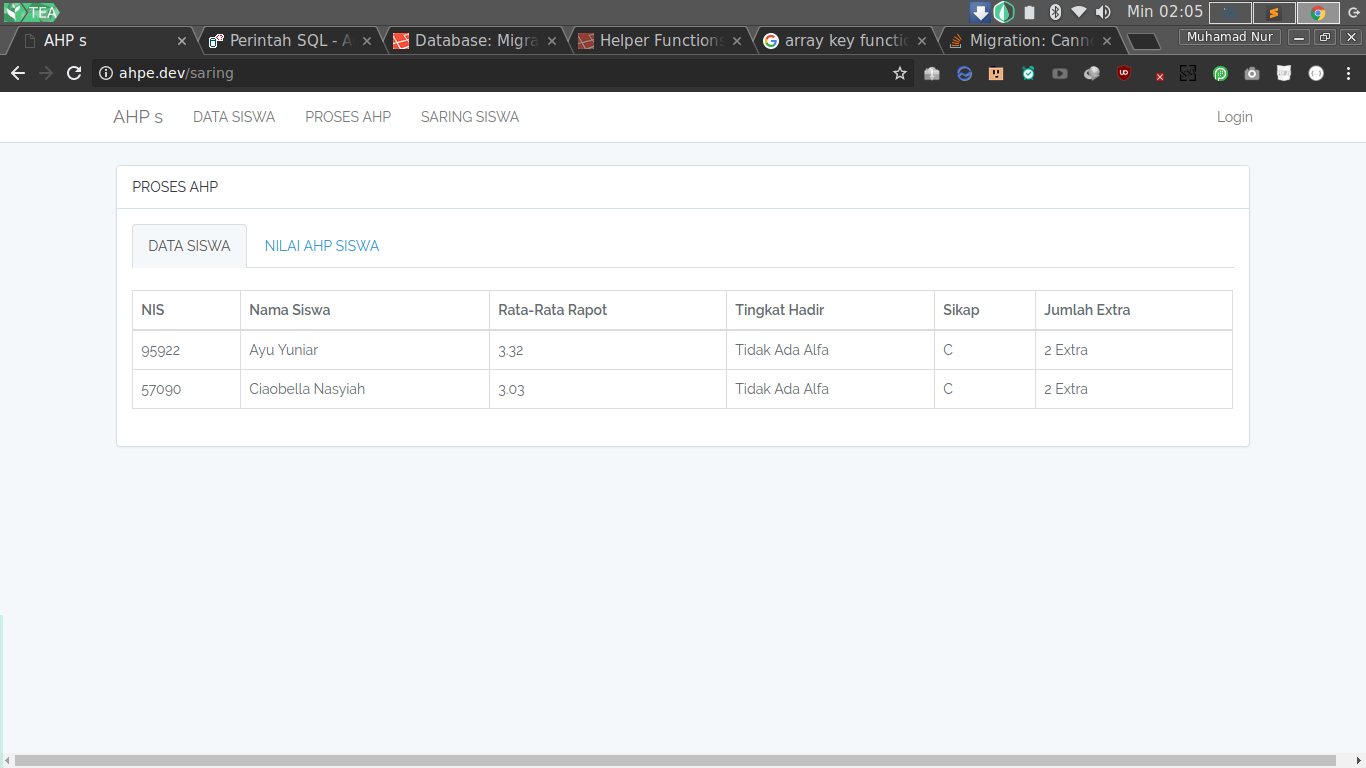 TEA
Min 02:05
AHP s
Perintah SQL - A
Database: Migra
Helper Functions
array key functio
Migration: Cann
Muhamad Nur
ahpe.dev/saring
AHP s DATA SISWA PROSES AHP SARING SISWA Login
PROSES AHP
DATA SISWA NILAI AHP SISWA
NIS Nama Siswa Rata-Rata Rapot Tingkat Hadir Sikap Jumlah Extra
95922 Ayu Yuniar 3.32 Tidak Ada Alfa C 2 Extra
57090 Ciaobella Nasyiah 3.03 Tidak Ada Alfa C 2 Extra